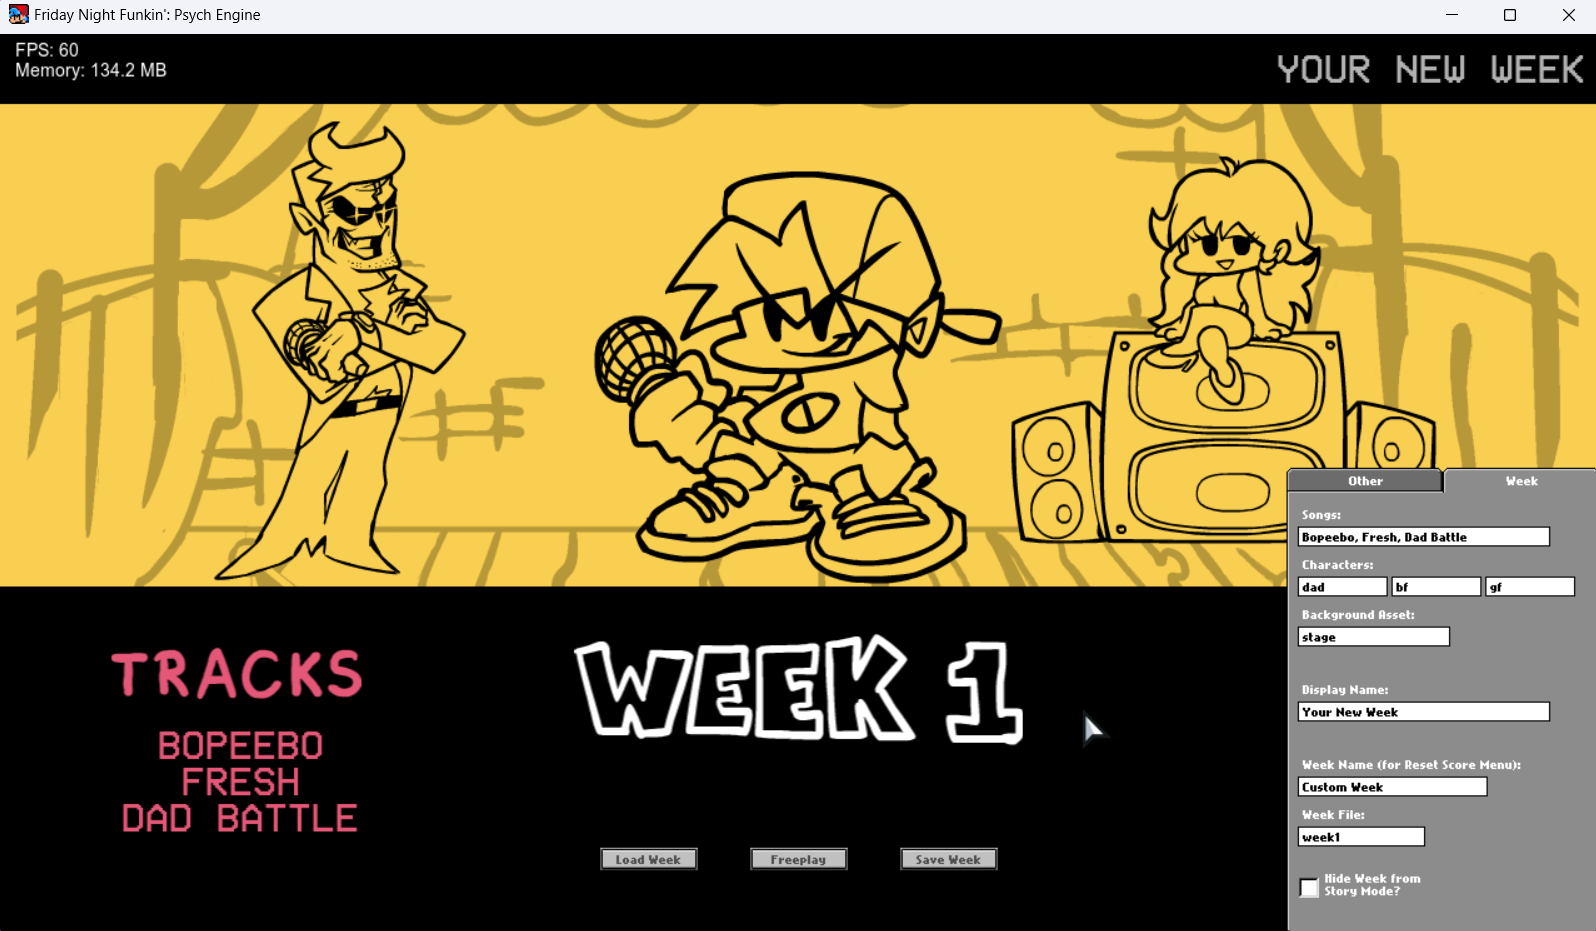 Friday Night Funkin': Psych Engine
FPS: 60
Memory: 134.2 MB
YOUR NEW WEEK
Other
Week
Songs:
Bopeebo, Fresh, Dad Battle
Characters:
dad
bf
gf
Background Asset:
stage
Display Name:
Your New Week
Week Name (for Reset Score Menu):
Custom Week
Week File:
week1
Hide Week from
Story Mode?
TRACKS
BOPEEBO
FRESH
DAD BATTLE
WEEK 1
Load Week
Freeplay
Save Week